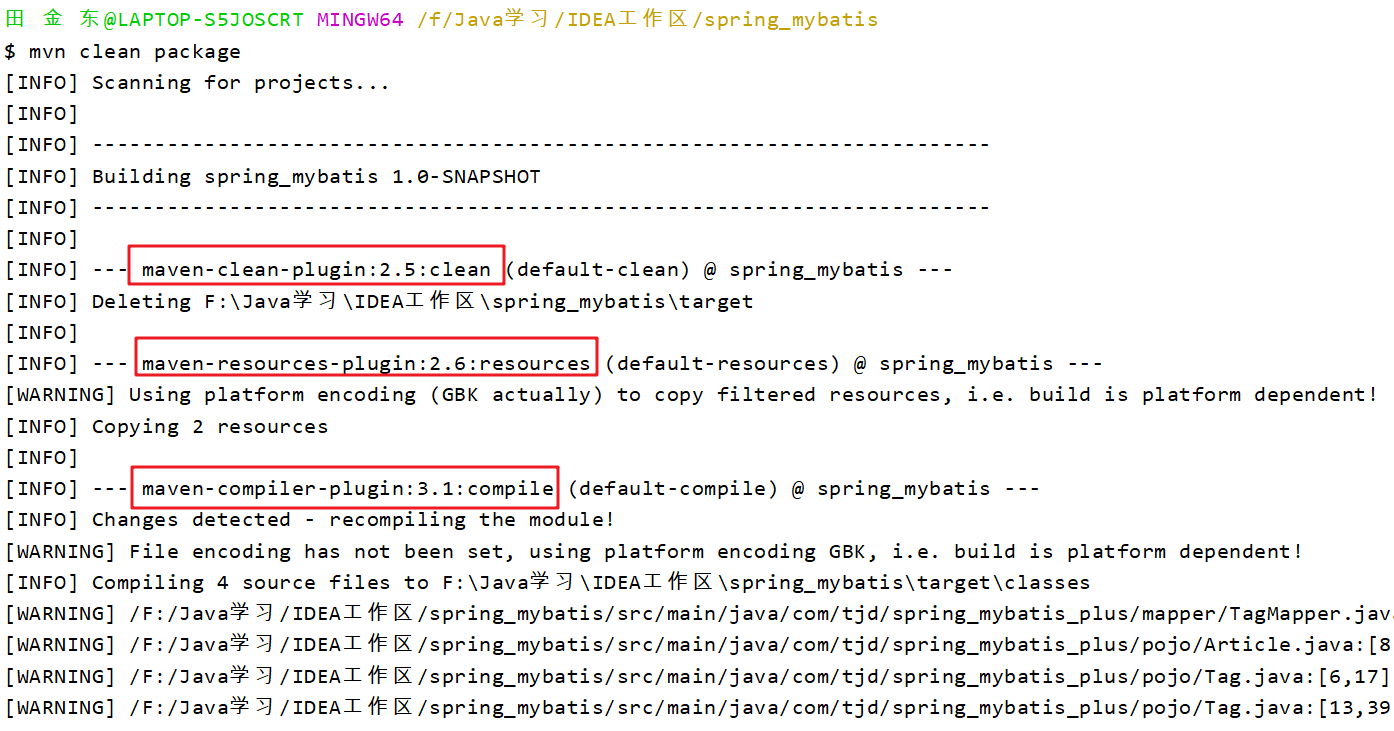 田金东@LAPTOP-S5JOSCRT MINGW64 /f/Java学习/IDEA工作区/spring_mybatis
$ mvn clean package
[INFO] Scanning for projects...
[INFO]
[INFO] ------------------------------------------------------------------------
[INFO] Building spring_mybatis 1.0-SNAPSHOT
[INFO] ------------------------------------------------------------------------
[INFO]
[INFO] --- maven-clean-plugin:2.5:clean (default-clean) @ spring_mybatis ---
[INFO] Deleting F:\Java学习\IDEA工作区\spring_mybatis\target
[INFO]
[INFO] --- maven-resources-plugin:2.6:resources (default-resources) @ spring_mybatis ---
[WARNING] Using platform encoding (GBK actually) to copy filtered resources, i.e. build is platform dependent!
[INFO] Copying 2 resources
[INFO]
[INFO] --- maven-compiler-plugin:3.1:compile (default-compile) @ spring_mybatis ---
[INFO] Changes detected - recompiling the module!
[WARNING] File encoding has not been set, using platform encoding GBK, i.e. build is platform dependent!
[INFO] Compiling 4 source files to F:\Java学习\IDEA工作区\spring_mybatis\target\classes
[WARNING] /F:/Java学习/IDEA工作区/spring_mybatis/src/main/java/com/tjd/spring_mybatis_plus/mapper/TagMapper.jav
[WARNING] /F:/Java学习/IDEA工作区/spring_mybatis/src/main/java/com/tjd/spring_mybatis_plus/pojo/Article.java:[8
[WARNING] /F:/Java学习/IDEA工作区/spring_mybatis/src/main/java/com/tjd/spring_mybatis_plus/pojo/Tag.java:[6,17]
[WARNING] /F:/Java学习/IDEA工作区/spring_mybatis/src/main/java/com/tjd/spring_mybatis_plus/pojo/Tag.java:[13,39